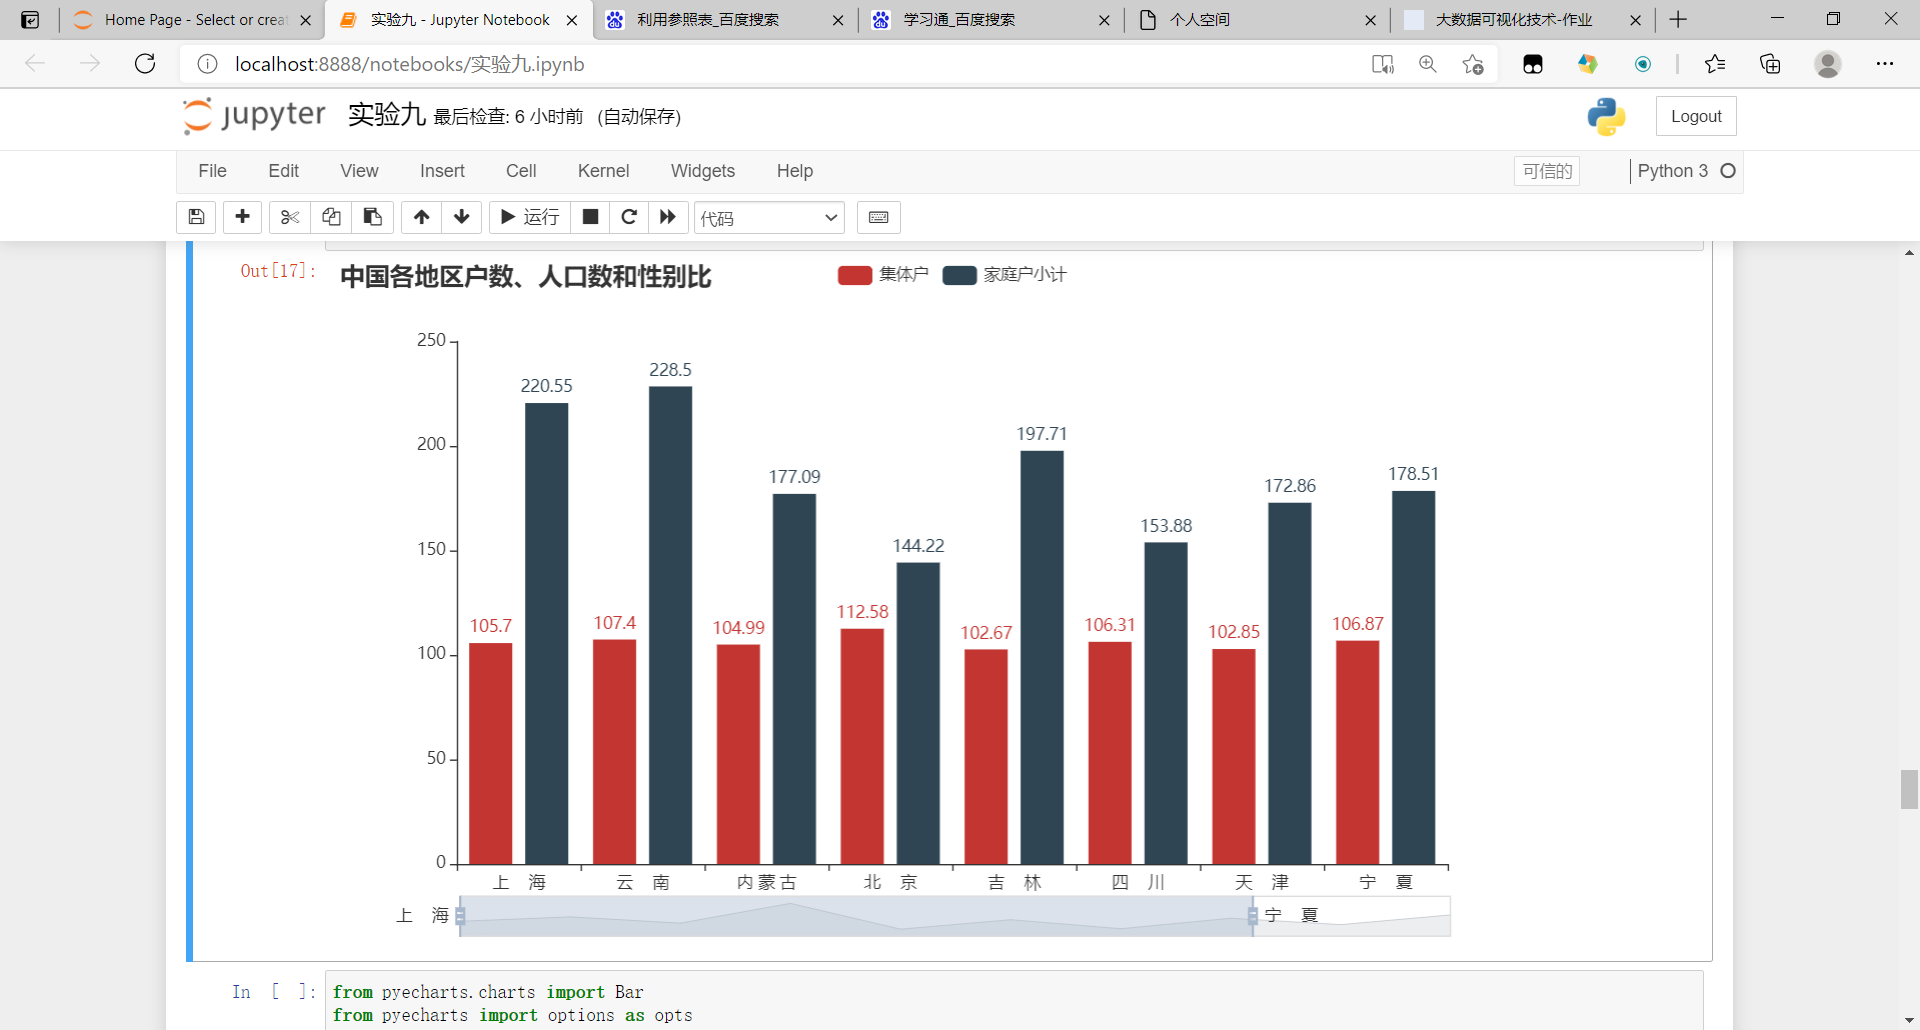 Home Page - Select or creat
实验九 - Jupyter Notebook
利用参照表_百度搜索
学习通_百度搜索
个人空间
大数据可视化技术-作业
localhost:8888/notebooks/实验九.ipynb
jupyter 实验九 最后检查: 6 小时前 (自动保存)
Logout
File Edit View Insert Cell Kernel Widgets Help
可信的
Python 3
运行
代码
Out[17]:
中国各地区户数、人口数和性别比
集体户 家庭户小计
250
200
150
100
50
0
220.55
228.5
177.09
144.22
197.71
153.88
172.86
178.51
105.7
107.4
104.99
112.58
102.67
106.31
102.85
106.87
上 海 云 南 内蒙古 北 京 吉 林 四 川 天 津 宁 夏
上 海 宁 夏
In [ ]:
from pyecharts.charts import Bar
from pyecharts import options as opts